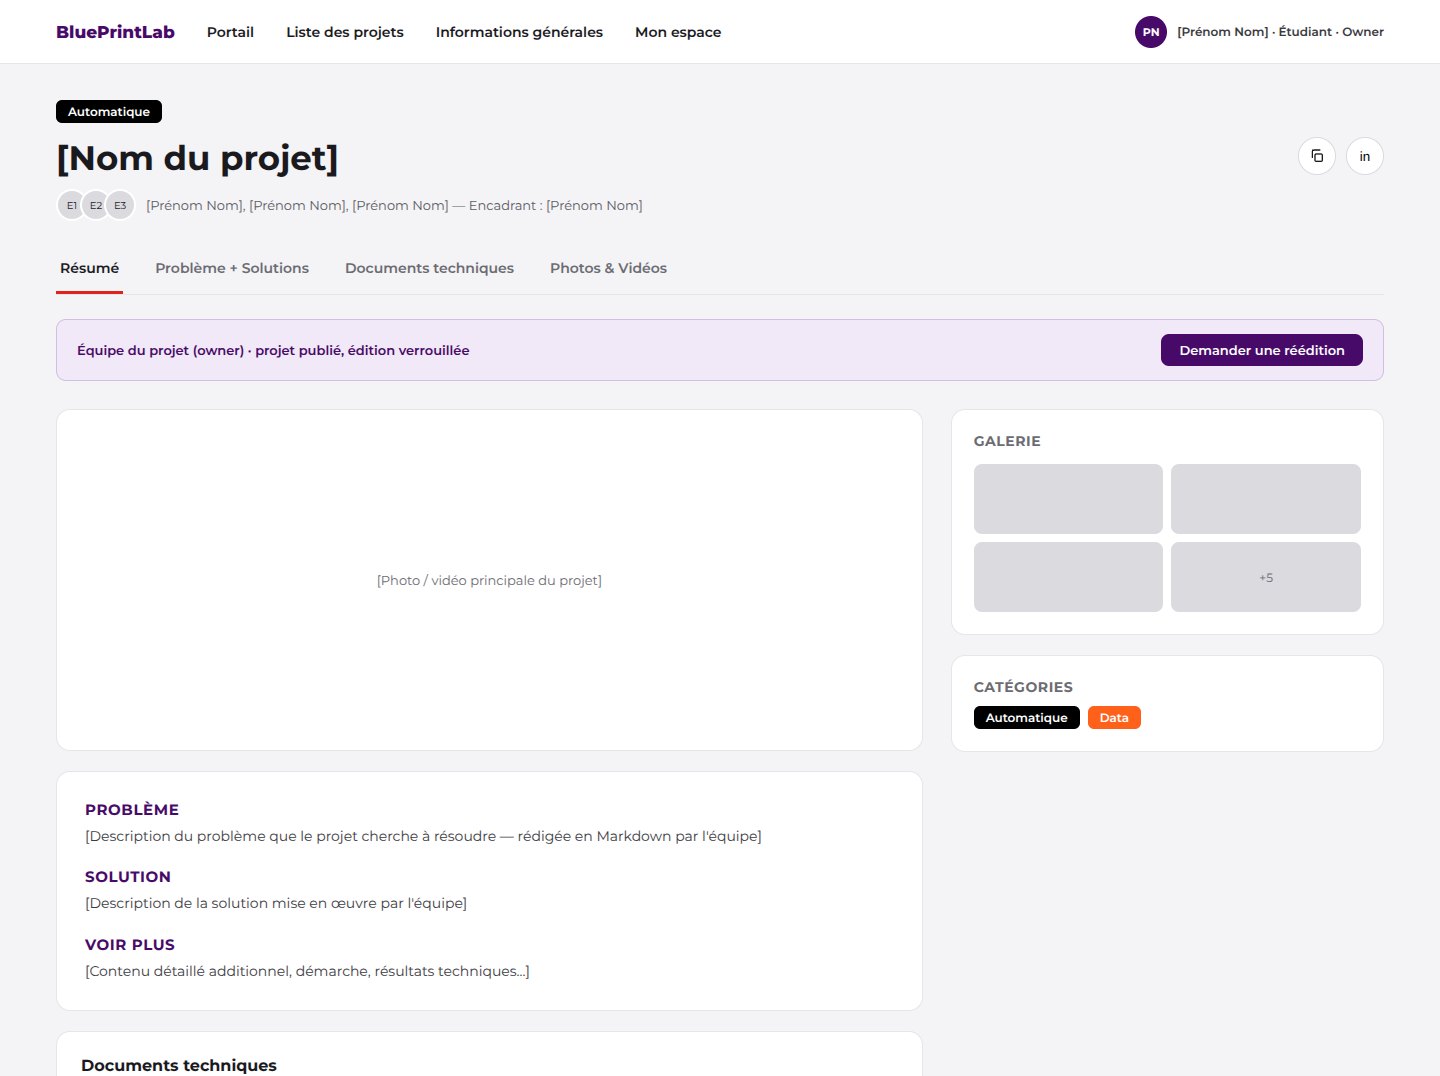 BluePrintLab
Portail
Liste des projets
Informations générales
Mon espace
PN
[Prénom Nom] · Étudiant · Owner
Automatique
[Nom du projet]
in
E1
E2
E3
[Prénom Nom], [Prénom Nom], [Prénom Nom] — Encadrant : [Prénom Nom]
Résumé
Problème + Solutions
Documents techniques
Photos & Vidéos
Équipe du projet (owner) · projet publié, édition verrouillée
Demander une réédition
[Photo / vidéo principale du projet]
GALERIE
+5
CATÉGORIES
Automatique
Data
PROBLÈME
[Description du problème que le projet cherche à résoudre — rédigée en Markdown par l'équipe]
SOLUTION
[Description de la solution mise en œuvre par l'équipe]
VOIR PLUS
[Contenu détaillé additionnel, démarche, résultats techniques…]
Documents techniques